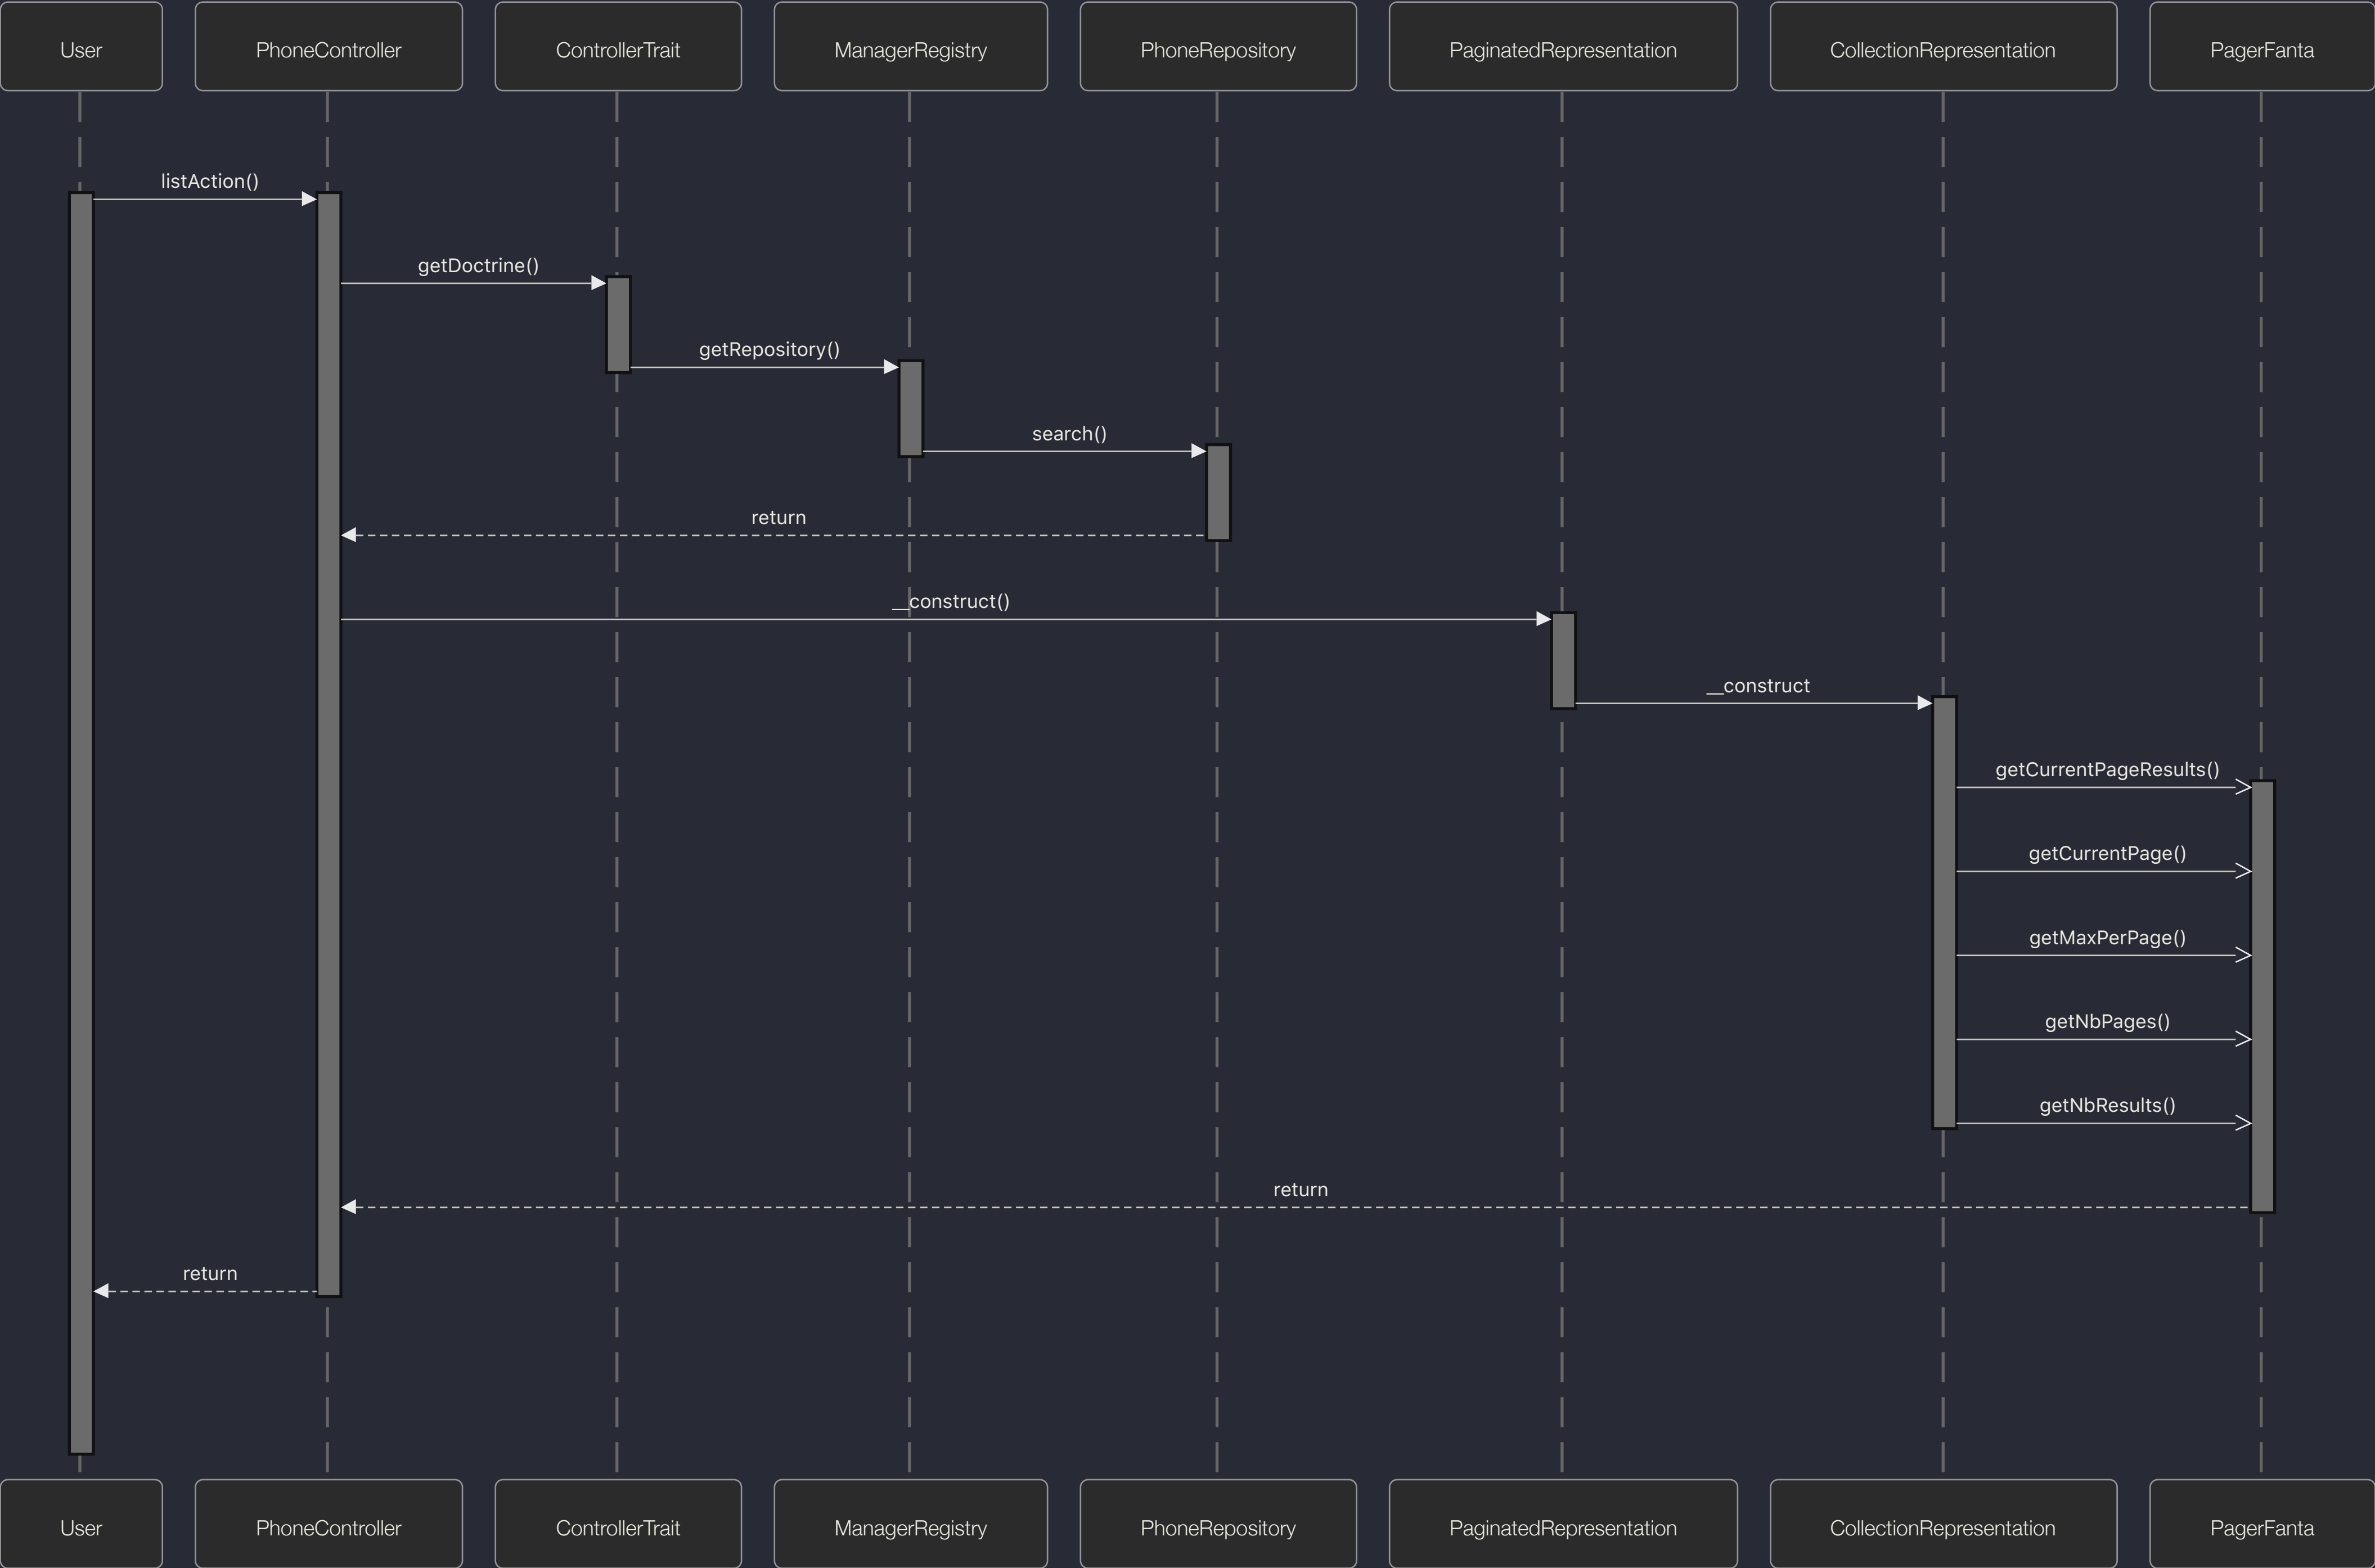 User
PhoneController
ControllerTrait
ManagerRegistry
PhoneRepository
PaginatedRepresentation
CollectionRepresentation
PagerFanta
listAction()
getDoctrine()
getRepository()
search()
return
__construct()
__construct
getCurrentPageResults()
getCurrentPage()
getMaxPerPage()
getNbPages()
getNbResults()
return
return
User
PhoneController
ControllerTrait
ManagerRegistry
PhoneRepository
PaginatedRepresentation
CollectionRepresentation
PagerFanta